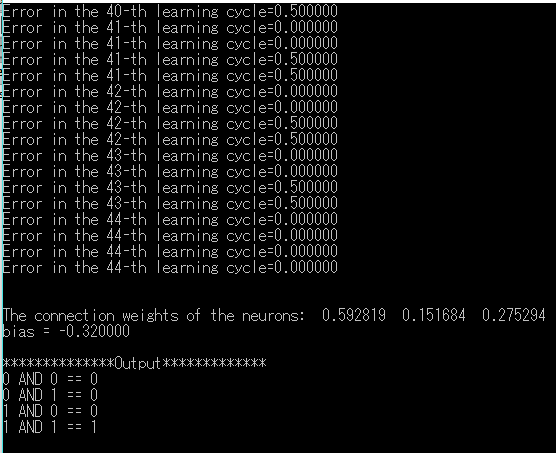 Error in the 40-th learning cycle=0.500000
Error in the 41-th learning cycle=0.000000
Error in the 41-th learning cycle=0.000000
Error in the 41-th learning cycle=0.500000
Error in the 41-th learning cycle=0.500000
Error in the 42-th learning cycle=0.000000
Error in the 42-th learning cycle=0.000000
Error in the 42-th learning cycle=0.500000
Error in the 42-th learning cycle=0.500000
Error in the 43-th learning cycle=0.000000
Error in the 43-th learning cycle=0.000000
Error in the 43-th learning cycle=0.500000
Error in the 43-th learning cycle=0.500000
Error in the 44-th learning cycle=0.000000
Error in the 44-th learning cycle=0.000000
Error in the 44-th learning cycle=0.000000
Error in the 44-th learning cycle=0.000000
The connection weights of the neurons:  0.592819  0.151684  0.275294
bias = -0.320000
**************Output*************
0 AND 0 == 0
0 AND 1 == 0
1 AND 0 == 0
1 AND 1 == 1